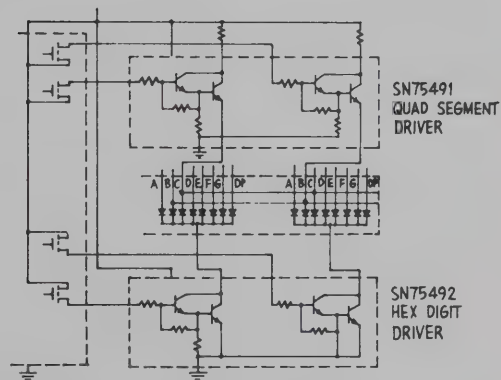 SN75491
QUAD SEGMENT
DRIVER
A B C D E F G DP
A B C D E F G DP
SN75492
HEX DIGIT
DRIVER